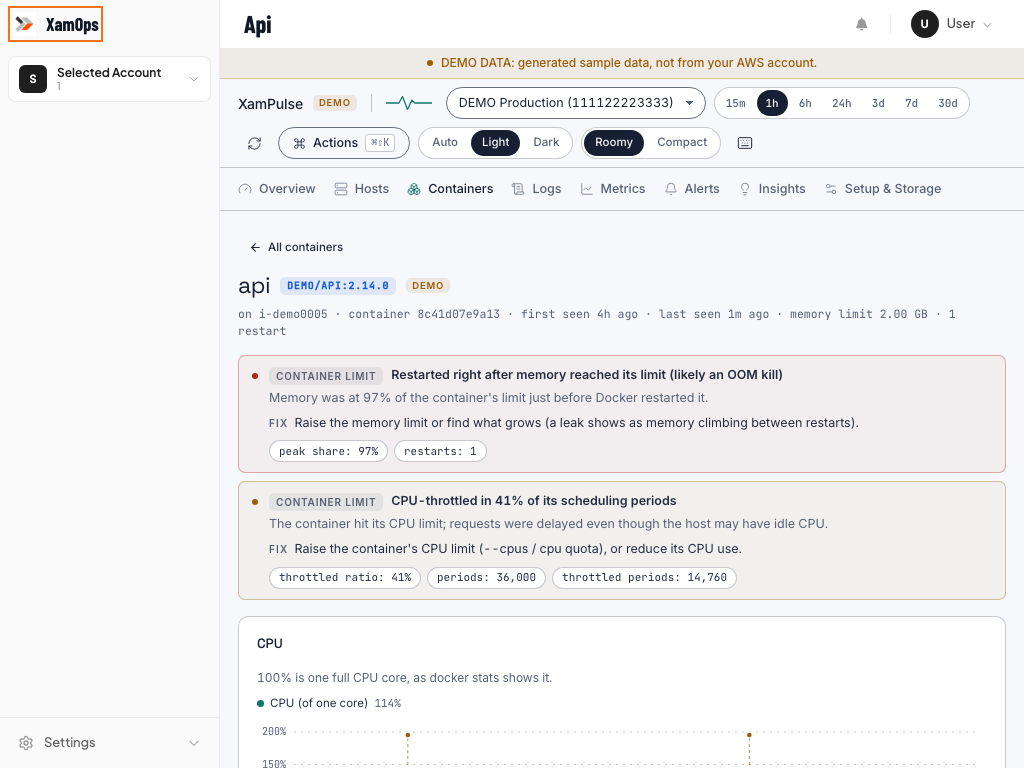 XamOps
Api
U
User
S
Selected Account
1
DEMO DATA: generated sample data, not from your AWS account.
XamPulse
DEMO
DEMO Production (111122223333)
15m
1h
6h
24h
3d
7d
30d
⌘ Actions ⌘⇧K
Auto
Light
Dark
Roomy
Compact
Overview
Hosts
Containers
Logs
Metrics
Alerts
Insights
Setup & Storage
← All containers
api
DEMO/API:2.14.0
DEMO
on i-demo0005 · container 8c41d07e9a13 · first seen 4h ago · last seen 1m ago · memory limit 2.00 GB · 1
restart
CONTAINER LIMIT Restarted right after memory reached its limit (likely an OOM kill)
Memory was at 97% of the container's limit just before Docker restarted it.
FIX Raise the memory limit or find what grows (a leak shows as memory climbing between restarts).
peak share: 97%
restarts: 1
CONTAINER LIMIT CPU-throttled in 41% of its scheduling periods
The container hit its CPU limit; requests were delayed even though the host may have idle CPU.
FIX Raise the container's CPU limit (--cpus / cpu quota), or reduce its CPU use.
throttled ratio: 41%
periods: 36,000
throttled periods: 14,760
CPU
100% is one full CPU core, as docker stats shows it.
CPU (of one core) 114%
200%
150%
Settings